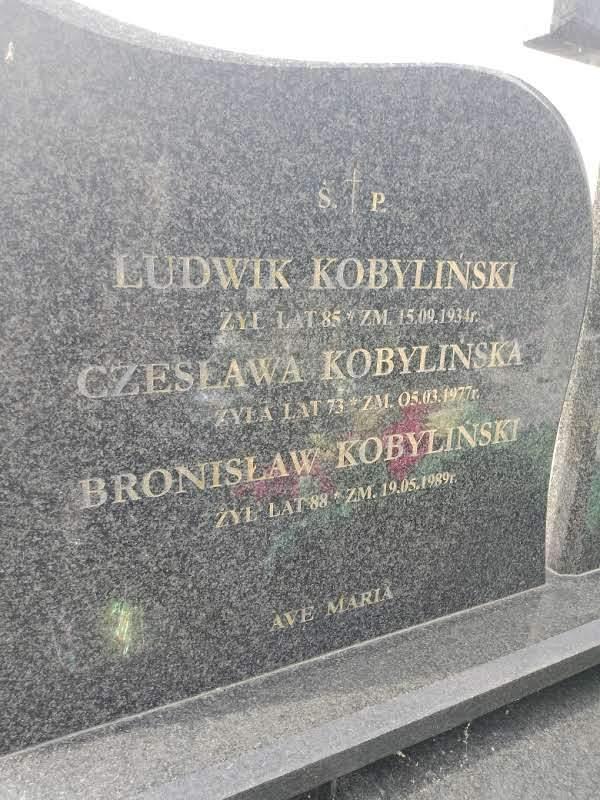 Ś. P.
LUDWIK KOBYLIŃSKI
ŻYŁ LAT 85 * ZM. 15.09.1934r.
CZESŁAWA KOBYLIŃSKA
ŻYŁA LAT 73 * ZM. 05.03.1977r.
BRONISŁAW KOBYLIŃSKI
ŻYŁ LAT 88 * ZM. 19.05.1989r.
AVE MARIA